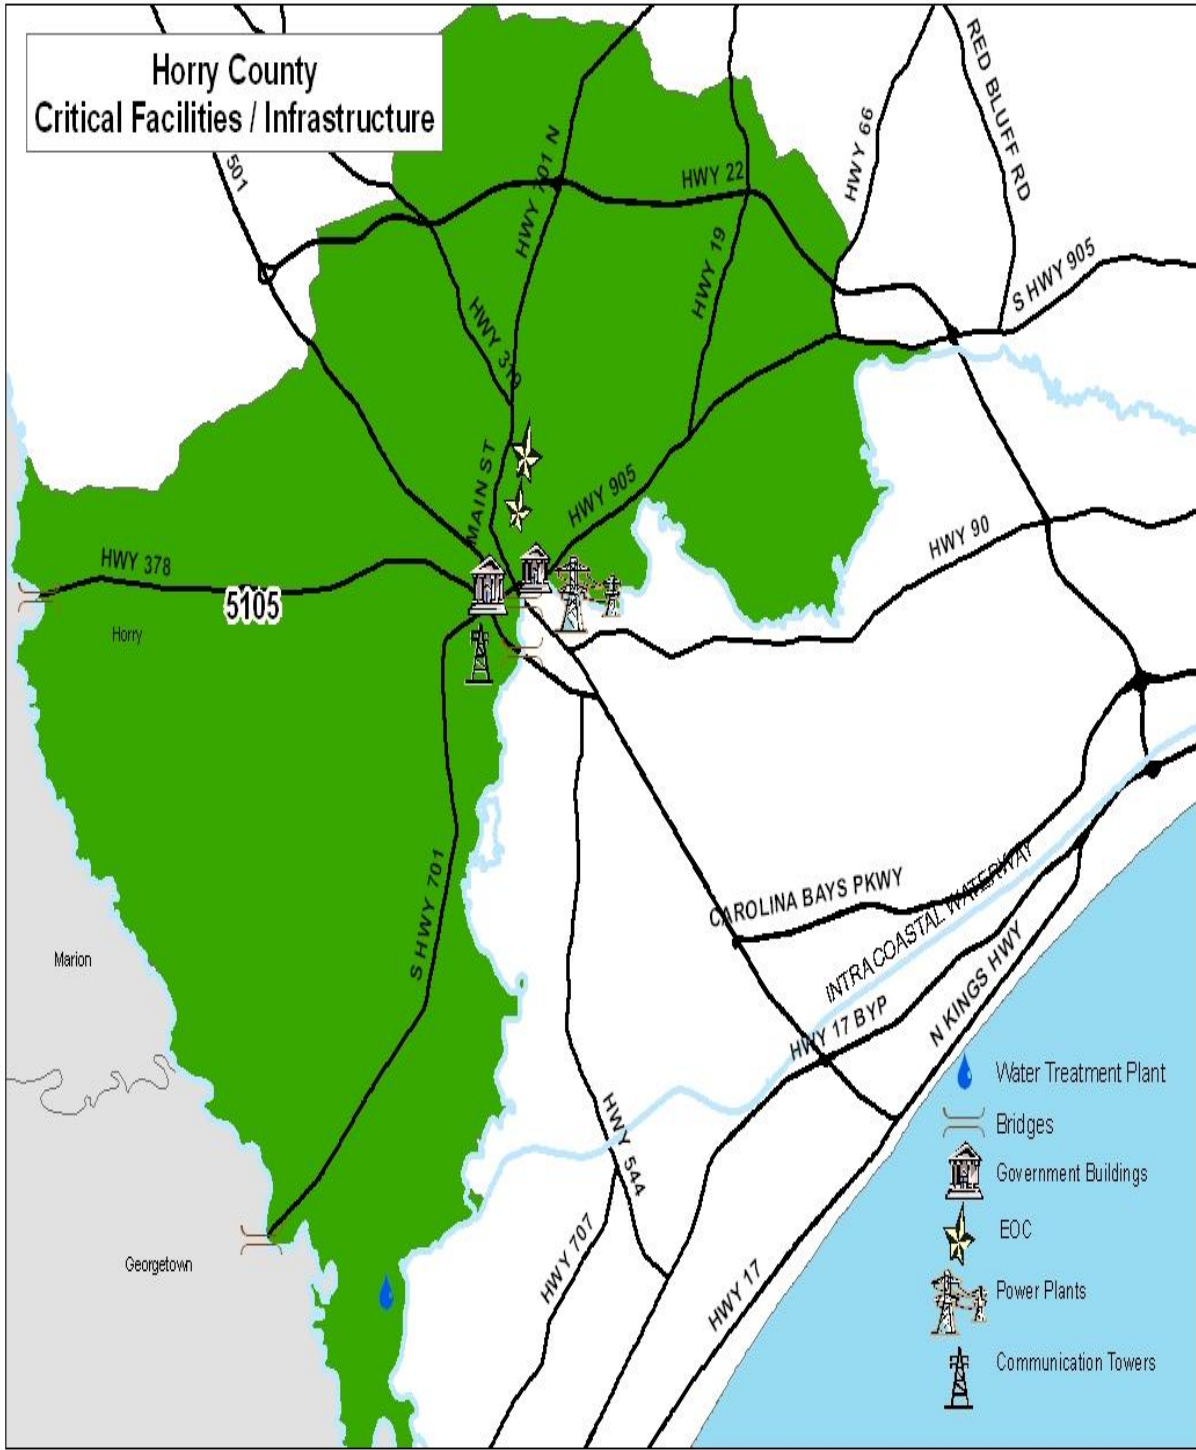 Horry County
Critical Facilities / Infrastructure
501
HWY 701 N
HWY 22
HWY 66
RED BLUFF RD
HWY 19
S HWY 905
HWY 319
MAIN ST
HWY 905
HWY 90
HWY 378
5105
Horry
S HWY 701
CAROLINA BAYS PKWY
INTRACOASTAL WATERWAY
Marion
HWY 17 BYP
N KINGS HWY
HWY 544
Georgetown
HWY 707
HWY 17
Water Treatment Plant
Bridges
Government Buildings
EOC
Power Plants
Communication Towers